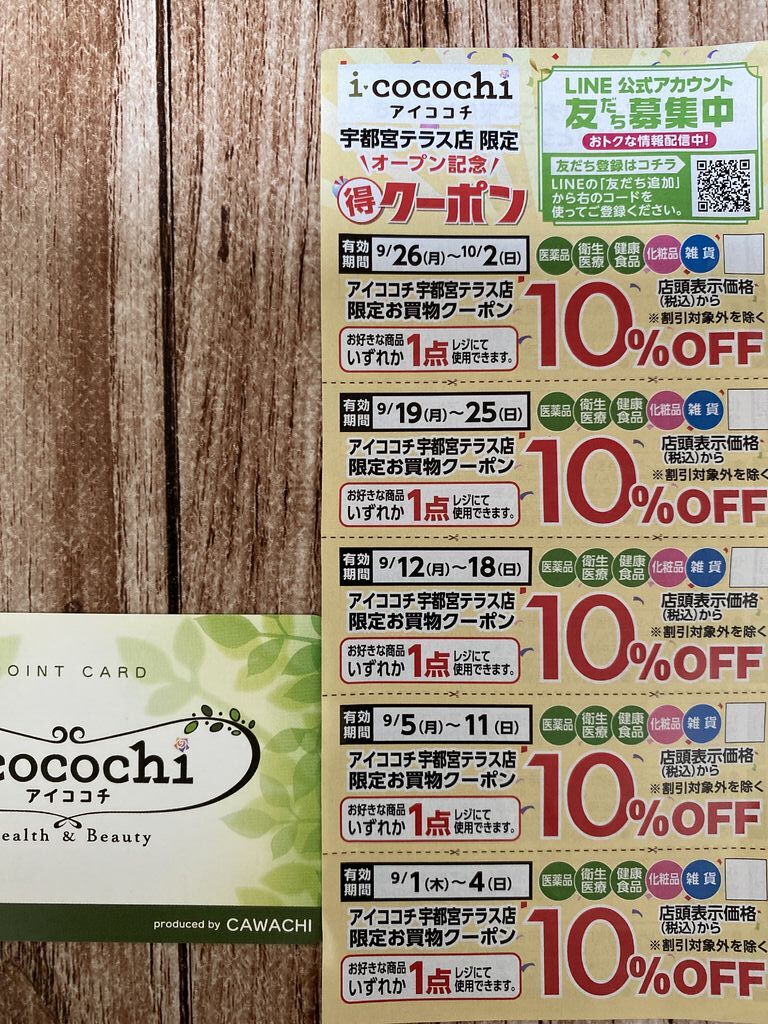 i・cocochi
アイココチ
宇都宮テラス店 限定
オープン記念
得クーポン
LINE 公式アカウント
友だち募集中
おトクな情報配信中!
友だち登録はコチラ
LINEの「友だち追加」
から右のコードを
使ってご登録ください。
有効期間 9/26(月)〜10/2(日)
医薬品 衛生医療 健康食品 化粧品 雑貨
アイココチ宇都宮テラス店
限定お買物クーポン
お好きな商品
いずれか1点レジにて使用できます。
店頭表示価格
(税込)から
※割引対象外を除く
10%OFF
有効期間 9/19(月)〜25(日)
医薬品 衛生医療 健康食品 化粧品 雑貨
アイココチ宇都宮テラス店
限定お買物クーポン
お好きな商品
いずれか1点レジにて使用できます。
店頭表示価格
(税込)から
※割引対象外を除く
10%OFF
有効期間 9/12(月)〜18(日)
医薬品 衛生医療 健康食品 化粧品 雑貨
アイココチ宇都宮テラス店
限定お買物クーポン
お好きな商品
いずれか1点レジにて使用できます。
店頭表示価格
(税込)から
※割引対象外を除く
10%OFF
有効期間 9/5(月)〜11(日)
医薬品 衛生医療 健康食品 化粧品 雑貨
アイココチ宇都宮テラス店
限定お買物クーポン
お好きな商品
いずれか1点レジにて使用できます。
店頭表示価格
(税込)から
※割引対象外を除く
10%OFF
有効期間 9/1(木)〜4(日)
医薬品 衛生医療 健康食品 化粧品 雑貨
アイココチ宇都宮テラス店
限定お買物クーポン
お好きな商品
いずれか1点レジにて使用できます。
店頭表示価格
(税込)から
※割引対象外を除く
10%OFF
OINT CARD
cocochi
アイココチ
ealth & Beauty
produced by CAWACHI